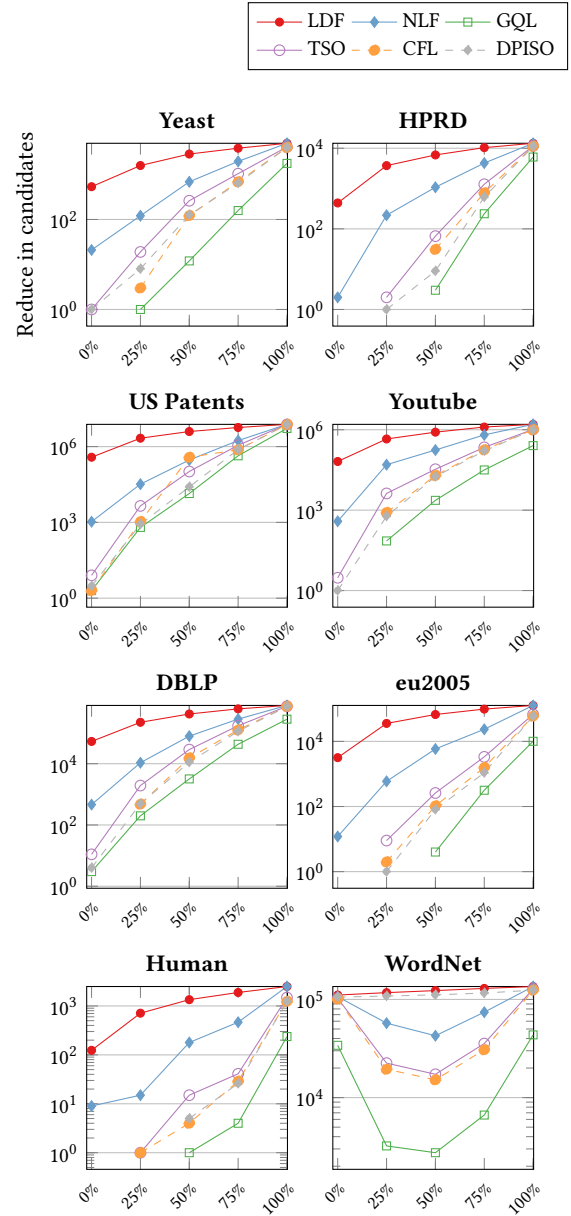 LDF NLF GQL
TSO CFL DPISO
Yeast HPRD
Reduce in candidates
10^2
10^0
0% 25% 50% 75% 100%
10^4
10^2
10^0
0% 25% 50% 75% 100%
US Patents Youtube
10^6
10^3
10^0
0% 25% 50% 75% 100%
10^6
10^3
10^0
0% 25% 50% 75% 100%
DBLP eu2005
10^4
10^2
10^0
0% 25% 50% 75% 100%
10^4
10^2
10^0
0% 25% 50% 75% 100%
Human WordNet
10^3
10^2
10^1
10^0
0% 25% 50% 75% 100%
10^5
10^4
0% 25% 50% 75% 100%